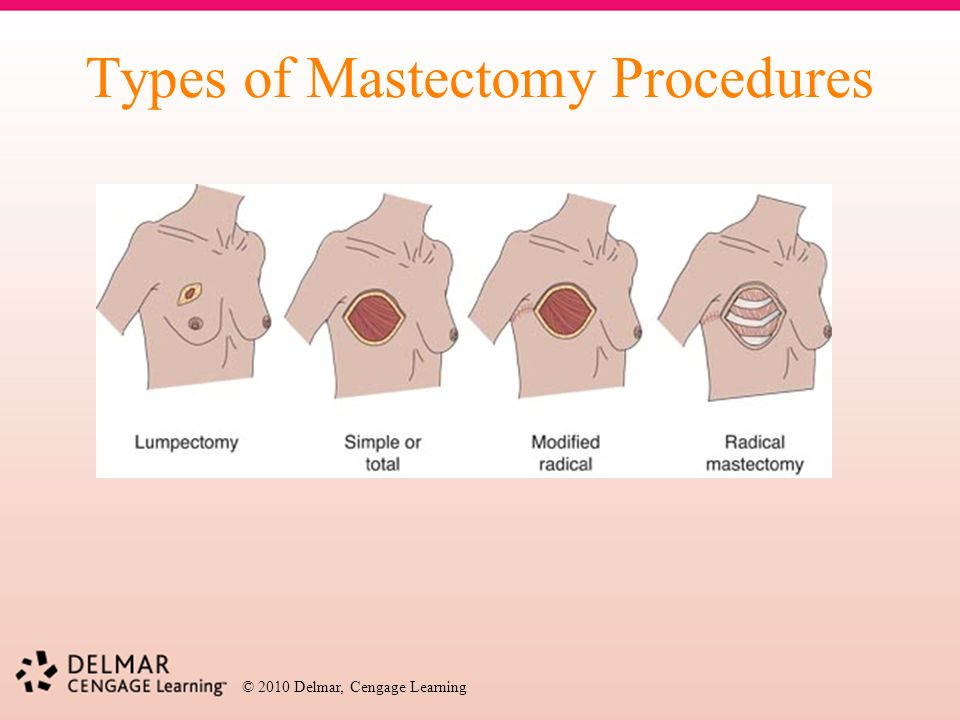 Types of Mastectomy Procedures
Lumpectomy
Simple or
total
Modified
radical
Radical
mastectomy
DELMAR
CENGAGE Learning™
© 2010 Delmar, Cengage Learning